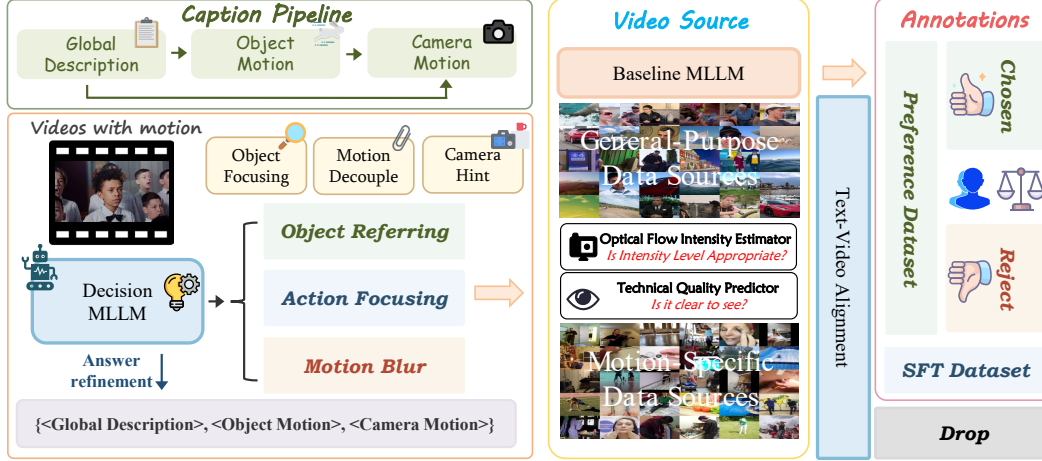 Caption Pipeline
Global
Description
Object
Motion
Camera
Motion
Videos with motion
Object
Focusing
Motion
Decouple
Camera
Hint
Decision
MLLM
Object Referring
Action Focusing
Motion Blur
Answer
refinement
{<Global Description>, <Object Motion>, <Camera Motion>}
Video Source
Baseline MLLM
General-Purpose
Data Sources
Optical Flow Intensity Estimator
Is Intensity Level Appropriate?
Technical Quality Predictor
Is it clear to see?
Motion-Specific
Data Sources
Text-Video Alignment
Annotations
Preference Dataset
Chosen
Reject
SFT Dataset
Drop